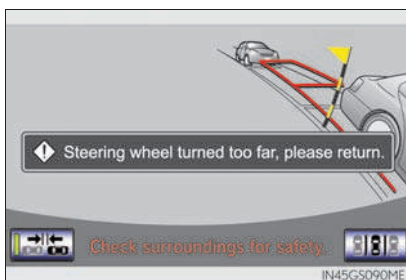 Steering wheel turned too far, please return.
Check surroundings for safety.
IN45GS090ME